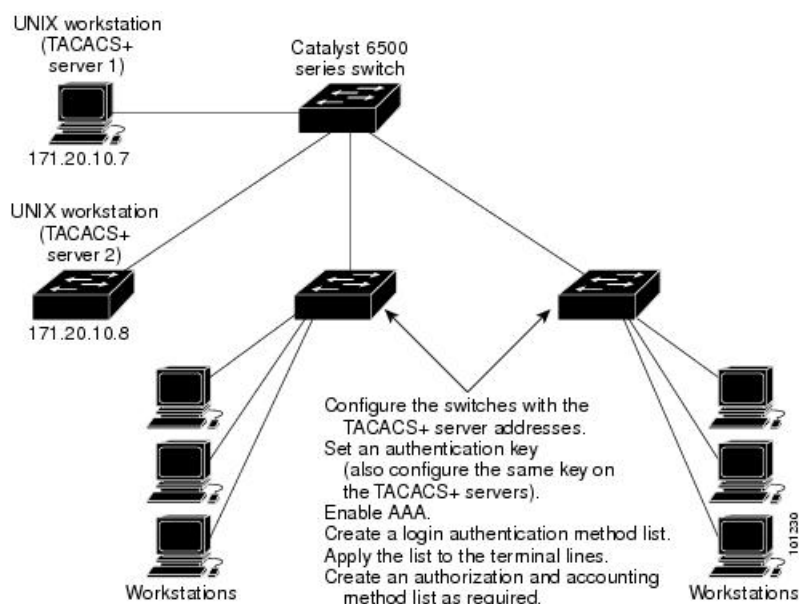 UNIX workstation
(TACACS+
server 1)
Catalyst 6500
series switch
171.20.10.7
UNIX workstation
(TACACS+
server 2)
171.20.10.8
Configure the switches with the
TACACS+ server addresses.
Set an authentication key
(also configure the same key on
the TACACS+ servers).
Enable AAA.
Create a login authentication method list.
Apply the list to the terminal lines.
Create an authorization and accounting
method list as required.
Workstations
Workstations
101230